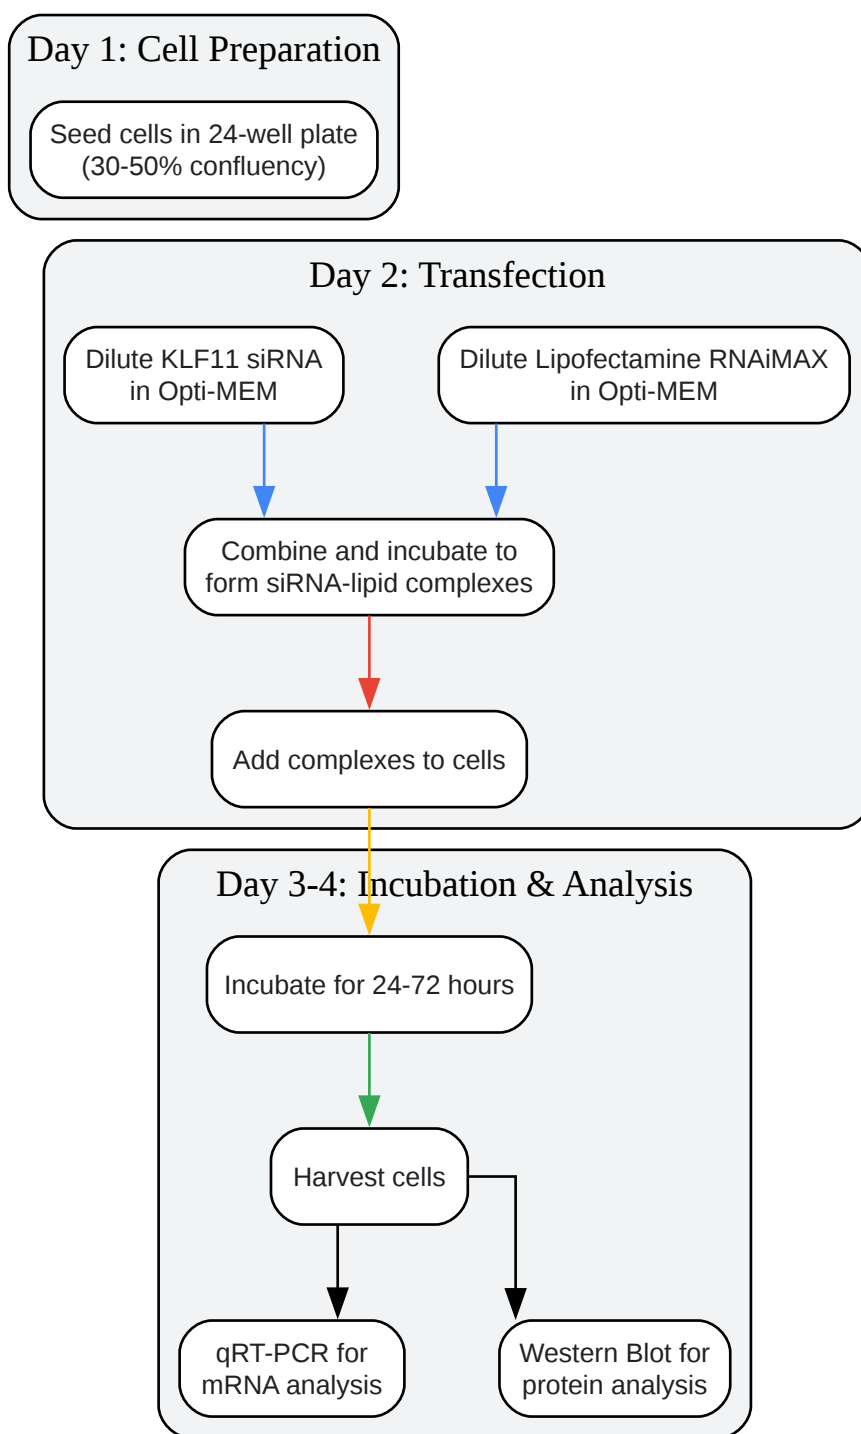 Day 1: Cell Preparation
Seed cells in 24-well plate
(30-50% confluency)
Day 2: Transfection
Dilute KLF11 siRNA
in Opti-MEM
Dilute Lipofectamine RNAiMAX
in Opti-MEM
Combine and incubate to
form siRNA-lipid complexes
Add complexes to cells
Day 3-4: Incubation & Analysis
Incubate for 24-72 hours
Harvest cells
qRT-PCR for
mRNA analysis
Western Blot for
protein analysis